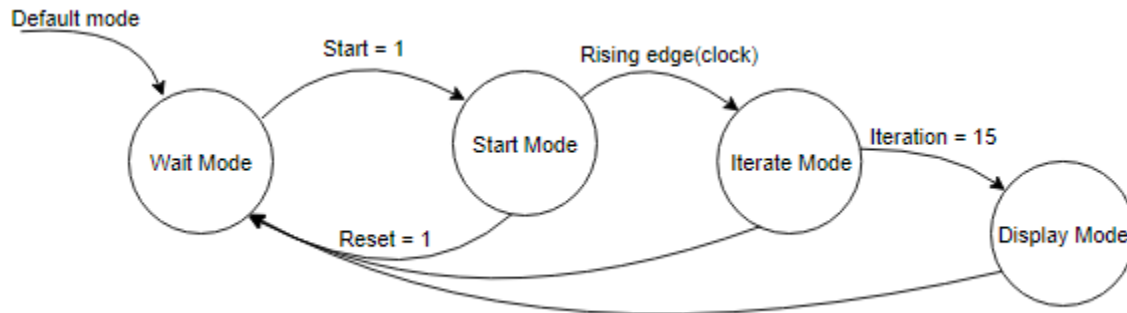 Default mode
Start = 1
Rising edge(clock)
Iteration = 15
Wait Mode
Start Mode
Iterate Mode
Display Mode
Reset = 1